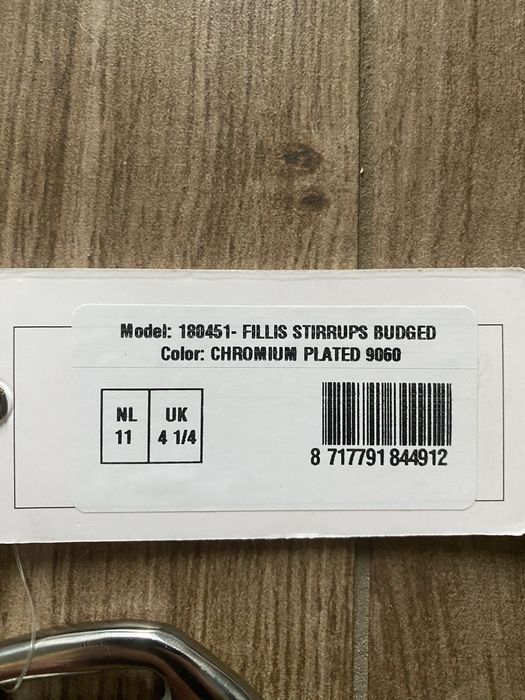 Model: 180451- FILLIS STIRRUPS BUDGED
Color: CHROMIUM PLATED 9060
NL UK
11 4 1/4
8 717791 844912